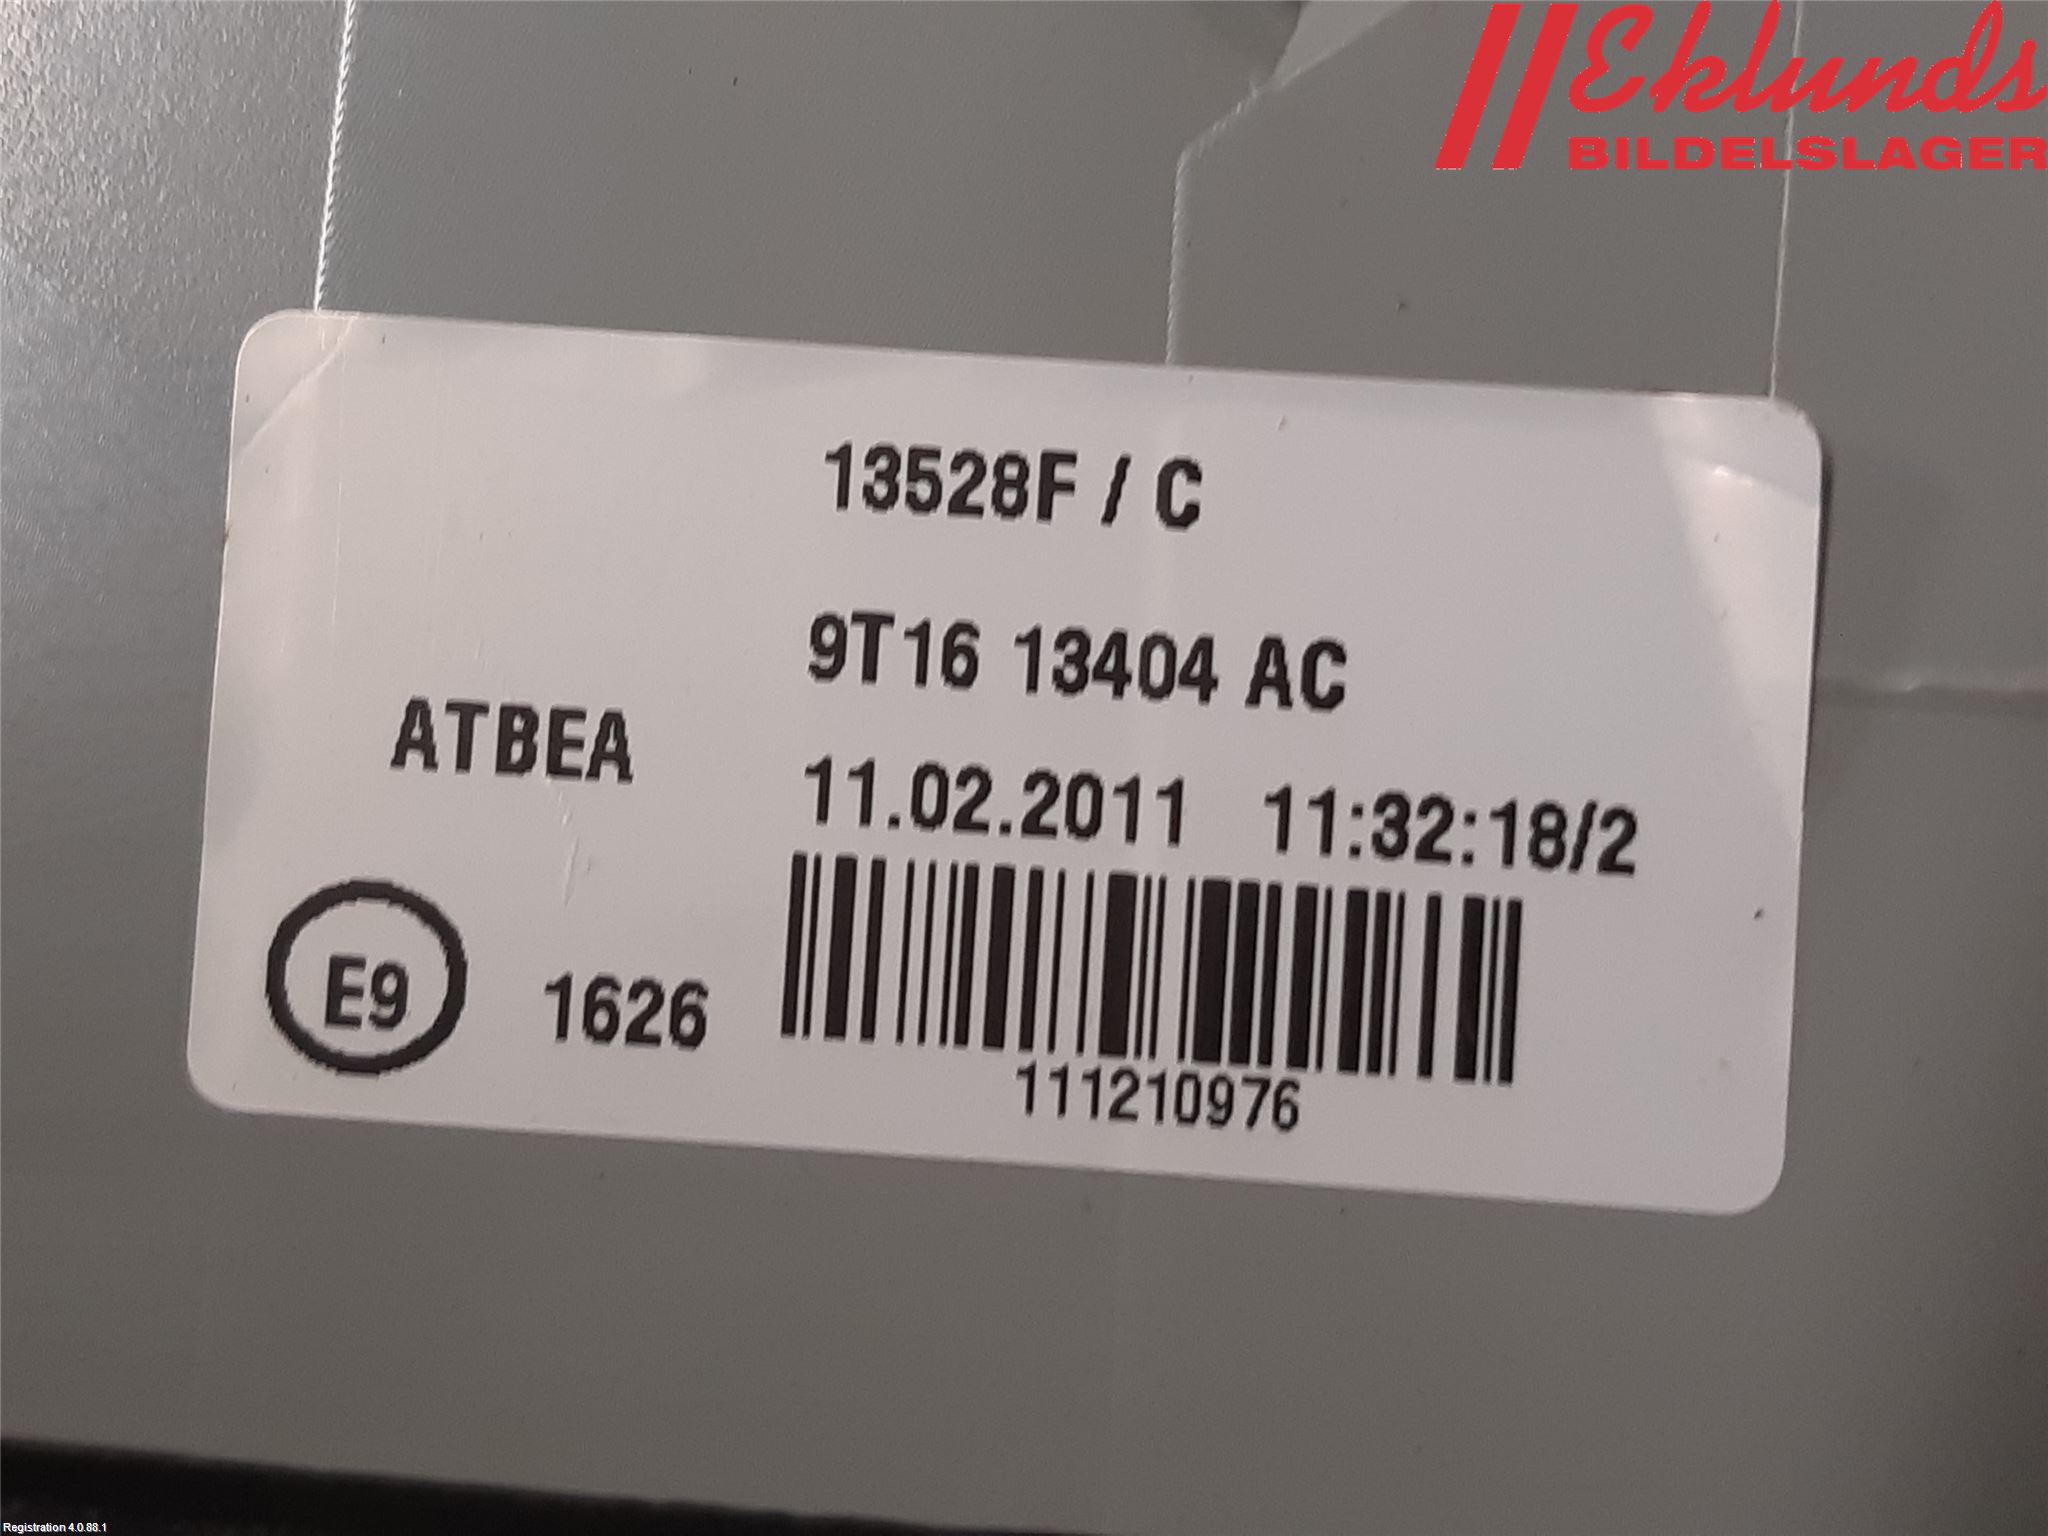 Eklunds
BILDELSLAGER
13528F / C
9T16 13404 AC
ATBEA
11.02.2011 11:32:18/2
E9
1626
111210976
Registration 4.0.88.1